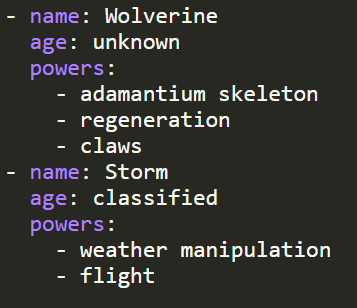 - name: Wolverine
  age: unknown
  powers:
    - adamantium skeleton
    - regeneration
    - claws
- name: Storm
  age: classified
  powers:
    - weather manipulation
    - flight